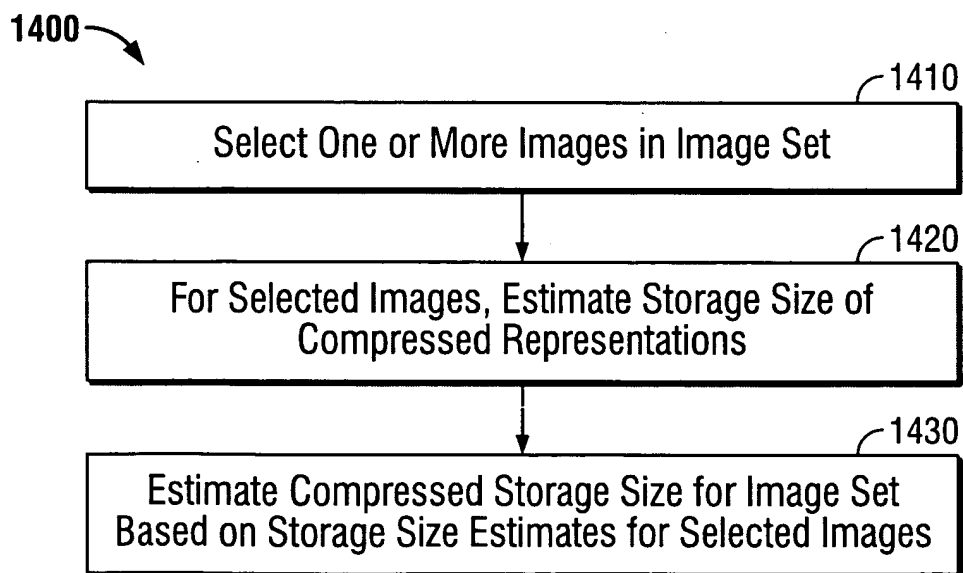 1400
1410
Select One or More Images in Image Set
1420
For Selected Images, Estimate Storage Size of
Compressed Representations
1430
Estimate Compressed Storage Size for Image Set
Based on Storage Size Estimates for Selected Images